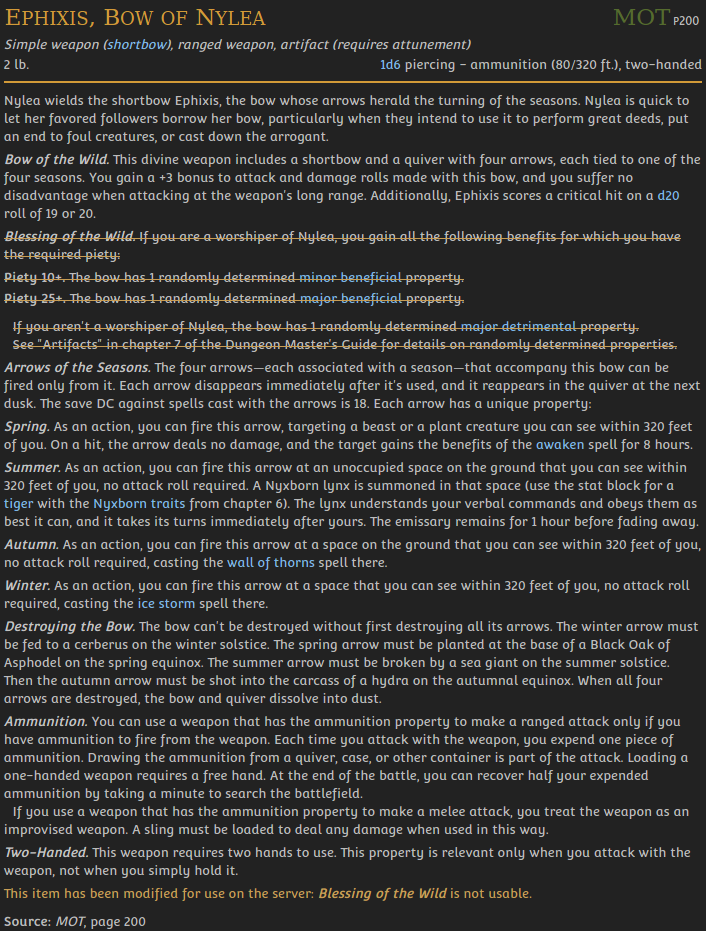 Ephixis, Bow of Nylea MOT P200
Simple weapon (shortbow), ranged weapon, artifact (requires attunement)
2 lb. 1d6 piercing - ammunition (80/320 ft.), two-handed
Nylea wields the shortbow Ephixis, the bow whose arrows herald the turning of the seasons. Nylea is quick to
let her favored followers borrow her bow, particularly when they intend to use it to perform great deeds, put
an end to foul creatures, or cast down the arrogant.
Bow of the Wild. This divine weapon includes a shortbow and a quiver with four arrows, each tied to one of the
four seasons. You gain a +3 bonus to attack and damage rolls made with this bow, and you suffer no
disadvantage when attacking at the weapon's long range. Additionally, Ephixis scores a critical hit on a d20
roll of 19 or 20.
Blessing of the Wild. If you are a worshiper of Nylea, you gain all the following benefits for which you have
the required piety:
Piety 10+. The bow has 1 randomly determined minor beneficial property.
Piety 25+. The bow has 1 randomly determined major beneficial property.
If you aren't a worshiper of Nylea, the bow has 1 randomly determined major detrimental property.
See "Artifacts" in chapter 7 of the Dungeon Master's Guide for details on randomly determined properties.
Arrows of the Seasons. The four arrows—each associated with a season—that accompany this bow can be
fired only from it. Each arrow disappears immediately after it's used, and it reappears in the quiver at the next
dusk. The save DC against spells cast with the arrows is 18. Each arrow has a unique property:
Spring. As an action, you can fire this arrow, targeting a beast or a plant creature you can see within 320 feet
of you. On a hit, the arrow deals no damage, and the target gains the benefits of the awaken spell for 8 hours.
Summer. As an action, you can fire this arrow at an unoccupied space on the ground that you can see within
320 feet of you, no attack roll required. A Nyxborn lynx is summoned in that space (use the stat block for a
tiger with the Nyxborn traits from chapter 6). The lynx understands your verbal commands and obeys them as
best it can, and it takes its turns immediately after yours. The emissary remains for 1 hour before fading away.
Autumn. As an action, you can fire this arrow at a space on the ground that you can see within 320 feet of you,
no attack roll required, casting the wall of thorns spell there.
Winter. As an action, you can fire this arrow at a space that you can see within 320 feet of you, no attack roll
required, casting the ice storm spell there.
Destroying the Bow. The bow can't be destroyed without first destroying all its arrows. The winter arrow must
be fed to a cerberus on the winter solstice. The spring arrow must be planted at the base of a Black Oak of
Asphodel on the spring equinox. The summer arrow must be broken by a sea giant on the summer solstice.
Then the autumn arrow must be shot into the carcass of a hydra on the autumnal equinox. When all four
arrows are destroyed, the bow and quiver dissolve into dust.
Ammunition. You can use a weapon that has the ammunition property to make a ranged attack only if you
have ammunition to fire from the weapon. Each time you attack with the weapon, you expend one piece of
ammunition. Drawing the ammunition from a quiver, case, or other container is part of the attack. Loading a
one-handed weapon requires a free hand. At the end of the battle, you can recover half your expended
ammunition by taking a minute to search the battlefield.
If you use a weapon that has the ammunition property to make a melee attack, you treat the weapon as an
improvised weapon. A sling must be loaded to deal any damage when used in this way.
Two-Handed. This weapon requires two hands to use. This property is relevant only when you attack with the
weapon, not when you simply hold it.
This item has been modified for use on the server: Blessing of the Wild is not usable.
Source: MOT, page 200